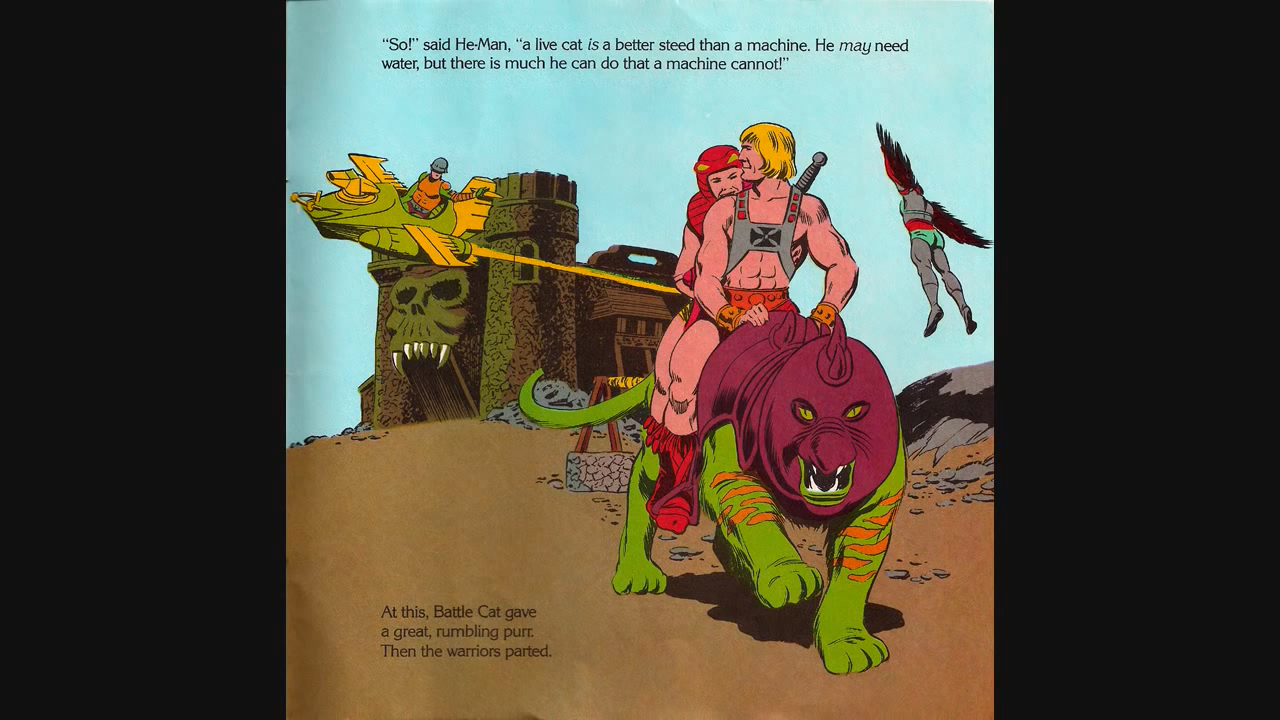 “So!” said He-Man, “a live cat is a better steed than a machine. He may need
water, but there is much he can do that a machine cannot!”
At this, Battle Cat gave
a great, rumbling purr.
Then the warriors parted.